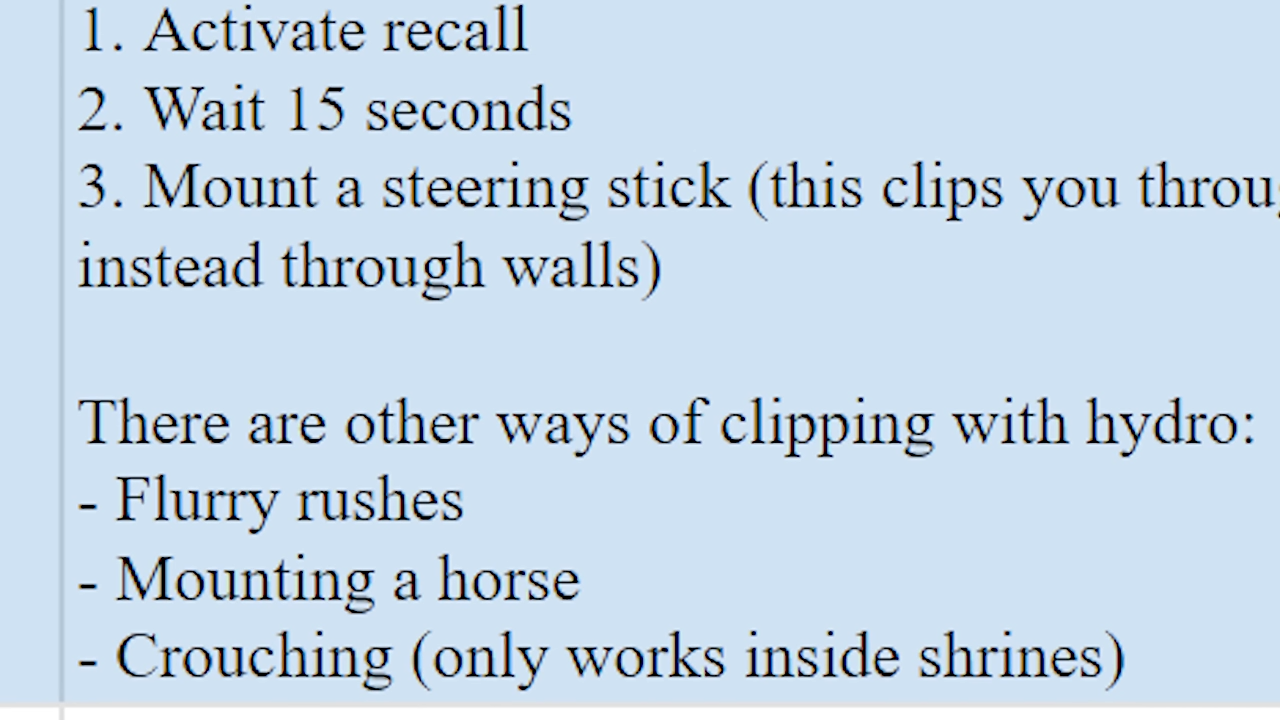 1. Activate recall
2. Wait 15 seconds
3. Mount a steering stick (this clips you
instead through walls)
There are other ways of clipping with hydro:
- Flurry rushes
- Mounting a horse
- Crouching (only works inside shrines)